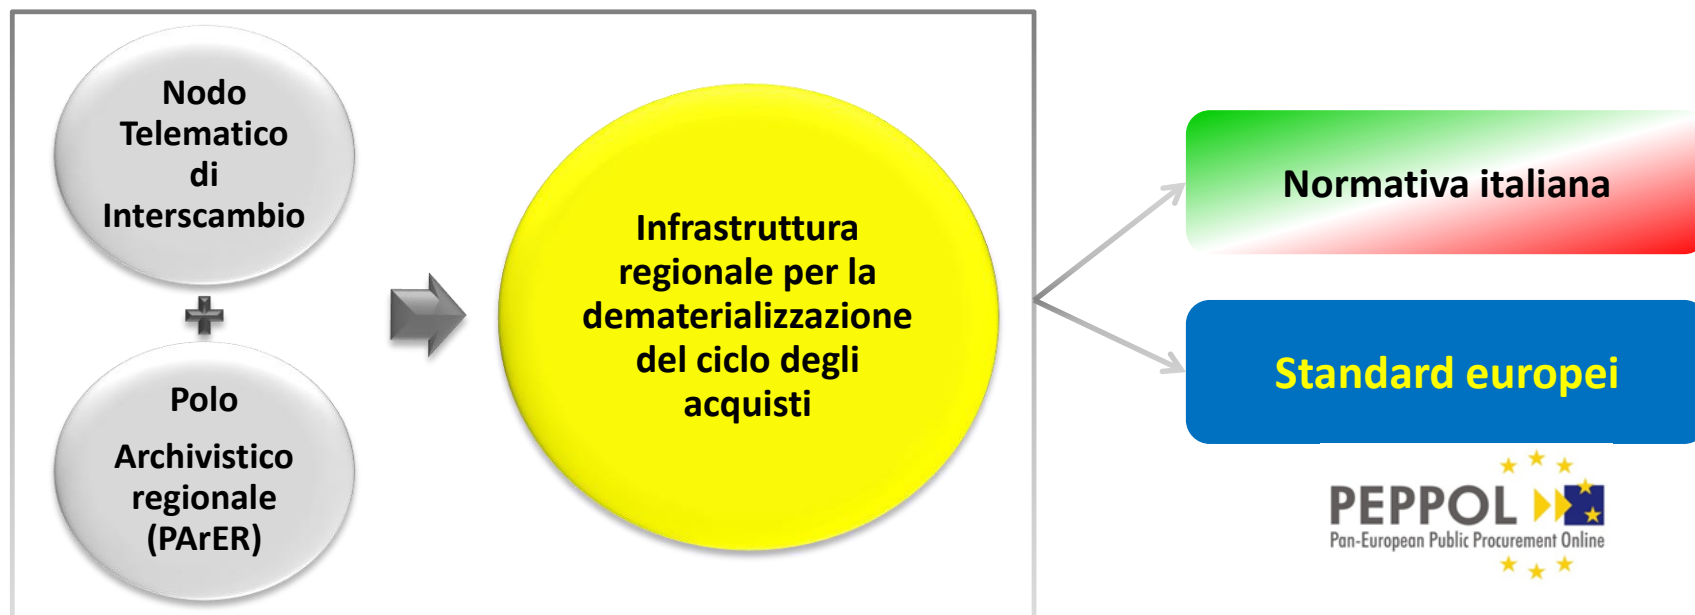 Nodo
Telematico
di
Interscambio
Polo
Archivistico
regionale
(PArER)
Infrastruttura
regionale per la
dematerializzazione
del ciclo degli
acquisti
Normativa italiana
Standard europei
PEPPOL
Pan-European Public Procurement Online